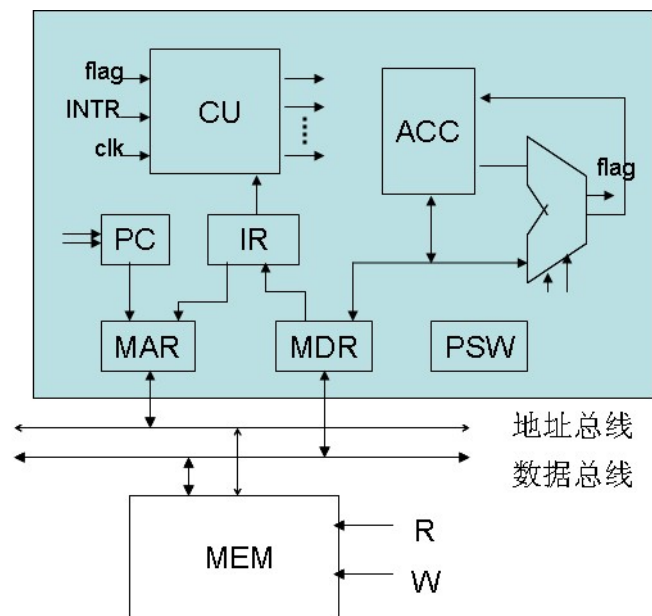 flag
INTR
clk
CU
ACC
flag
PC
IR
MAR
MDR
PSW
地址总线
数据总线
MEM
R
W